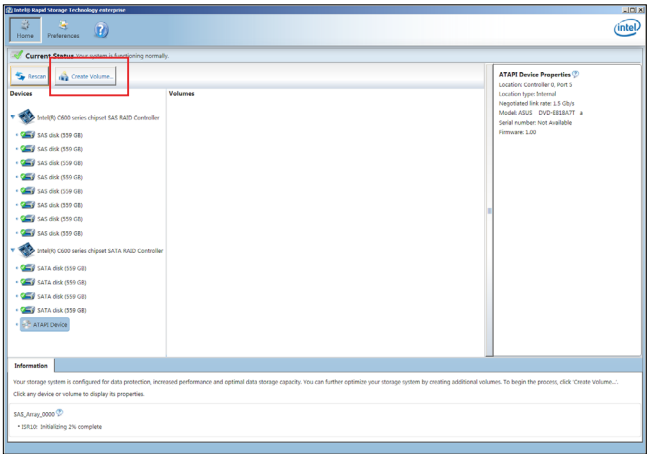 Intel® Rapid Storage Technology enterprise
Home
Preferences
intel
Current Status Your system is functioning normally.
Rescan
Create Volume...
Devices
Volumes
Intel(R) C600 series chipset SAS RAID Controller
SAS disk (559 GB)
SAS disk (559 GB)
SAS disk (559 GB)
SAS disk (559 GB)
SAS disk (559 GB)
SAS disk (559 GB)
SAS disk (559 GB)
SAS disk (559 GB)
Intel(R) C600 series chipset SATA RAID Controller
SATA disk (559 GB)
SATA disk (559 GB)
SATA disk (559 GB)
SATA disk (559 GB)
ATAPI Device
ATAPI Device Properties
Location: Controller 0, Port 5
Location type: Internal
Negotiated link rate: 1.5 Gb/s
Model: ASUS DVD-E818A7T a
Serial number: Not Available
Firmware: 1.00
Information
Your storage system is configured for data protection, increased performance and optimal data storage capacity. You can further optimize your storage system by creating additional volumes. To begin the process, click 'Create Volume...'.
Click any device or volume to display its properties.
SAS_Array_0000
• ISR10: Initializing 2% complete